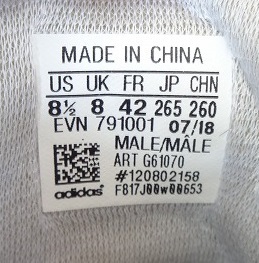 MADE IN CHINA
US UK FR JP CHN
8½ 8 42 265 260
EVN 791001 07/18
MALE/MÂLE
ART G61070
#120802158
adidas F817J00w00653